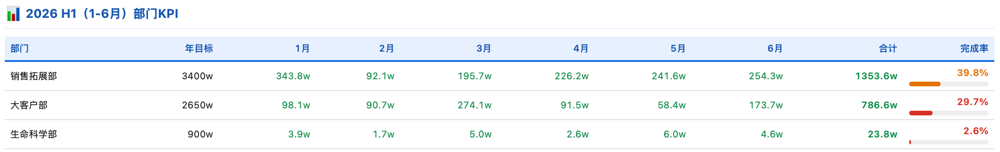 2026 H1（1-6月）部门KPI
部门 年目标 1月 2月 3月 4月 5月 6月 合计 完成率
销售拓展部 3400w 343.8w 92.1w 195.7w 226.2w 241.6w 254.3w 1353.6w 39.8%
大客户部 2650w 98.1w 90.7w 274.1w 91.5w 58.4w 173.7w 786.6w 29.7%
生命科学部 900w 3.9w 1.7w 5.0w 2.6w 6.0w 4.6w 23.8w 2.6%